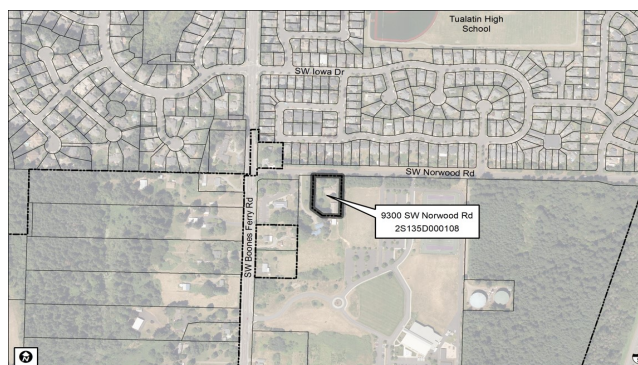 Tualatin High
School
SW Iowa Dr
SW Norwood Rd
9300 SW Norwood Rd
2S135D000108
SW Boones Ferry Rd
N